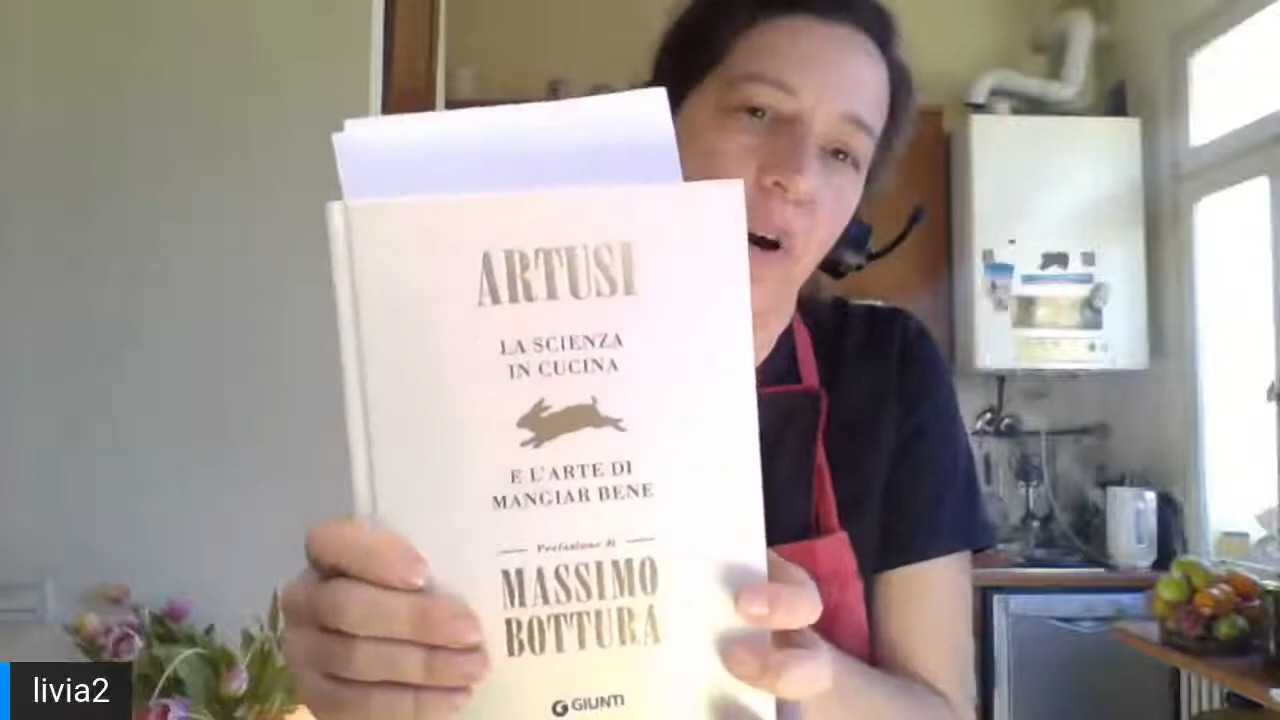 ARTUSI
LA SCIENZA
IN CUCINA
E L'ARTE DI
MANGIAR BENE
Prefazione di
MASSIMO
BOTTURA
GIUNTI
livia2